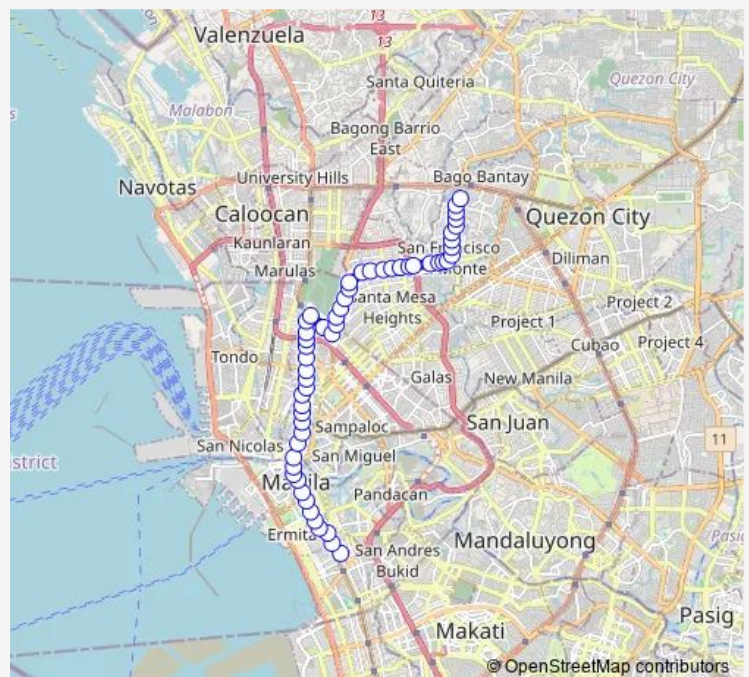 13
Valenzuela
13
Santa Quiteria
Quezon City
Malabon
Bagong Barrio
East
Navotas
University Hills
Bago Bantay
Caloocan
Quezon City
Kaunlaran
San Francisco
Monte
Marulas
Diliman
Santa Mesa
Heights
Project 2
Project 1
Tondo
Cubao
Project 4
Galas
New Manila
Sampaloc
San Juan
11
San Nicolas
San Miguel
strict
Manila
Pandacan
Ermita
San Andres
Bukid
Mandaluyong
Pasig
Makati
© OpenStreetMap contributors